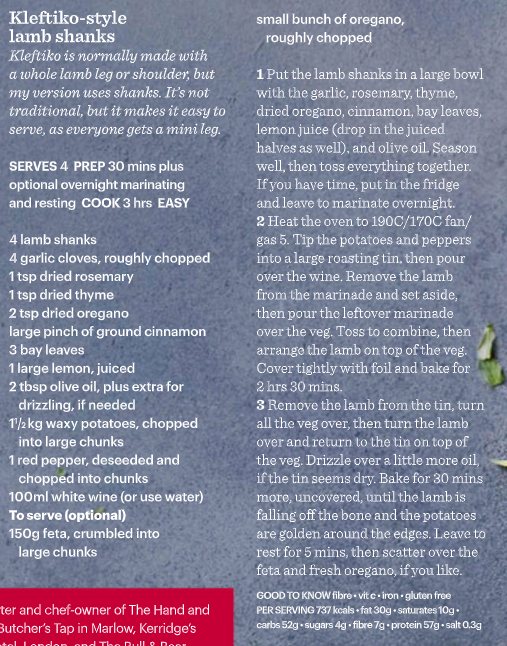 Kleftiko-style
lamb shanks
Kleftiko is normally made with
a whole lamb leg or shoulder, but
my version uses shanks. It's not
traditional, but it makes it easy to
serve, as everyone gets a mini leg.
SERVES 4 PREP 30 mins plus
optional overnight marinating
and resting COOK 3 hrs EASY
4 lamb shanks
4 garlic cloves, roughly chopped
1 tsp dried rosemary
1 tsp dried thyme
2 tsp dried oregano
large pinch of ground cinnamon
3 bay leaves
1 large lemon, juiced
2 tbsp olive oil, plus extra for
drizzling, if needed
1½kg waxy potatoes, chopped
into large chunks
1 red pepper, deseeded and
chopped into chunks
100ml white wine (or use water)
To serve (optional)
150g feta, crumbled into
large chunks
small bunch of oregano,
roughly chopped
1 Put the lamb shanks in a large bowl
with the garlic, rosemary, thyme,
dried oregano, cinnamon, bay leaves,
lemon juice (drop in the juiced
halves as well), and olive oil. Season
well, then toss everything together.
If you have time, put in the fridge
and leave to marinate overnight.
2 Heat the oven to 190C/170C fan/
gas 5. Tip the potatoes and peppers
into a large roasting tin, then pour
over the wine. Remove the lamb
from the marinade and set aside,
then pour the leftover marinade
over the veg. Toss to combine, then
arrange the lamb on top of the veg.
Cover tightly with foil and bake for
2 hrs 30 mins.
3 Remove the lamb from the tin, turn
all the veg over, then turn the lamb
over and return to the tin on top of
the veg. Drizzle over a little more oil,
if the tin seems dry. Bake for 30 mins
more, uncovered, until the lamb is
falling off the bone and the potatoes
are golden around the edges. Leave to
rest for 5 mins, then scatter over the
feta and fresh oregano, if you like.
GOOD TO KNOW fibre • vit c • iron • gluten free
PER SERVING 737 kcals • fat 30g • saturates 10g •
carbs 52g • sugars 4g • fibre 7g • protein 57g • salt 0.3g
ter and chef-owner of The Hand and
Butcher's Tap in Marlow, Kerridge's